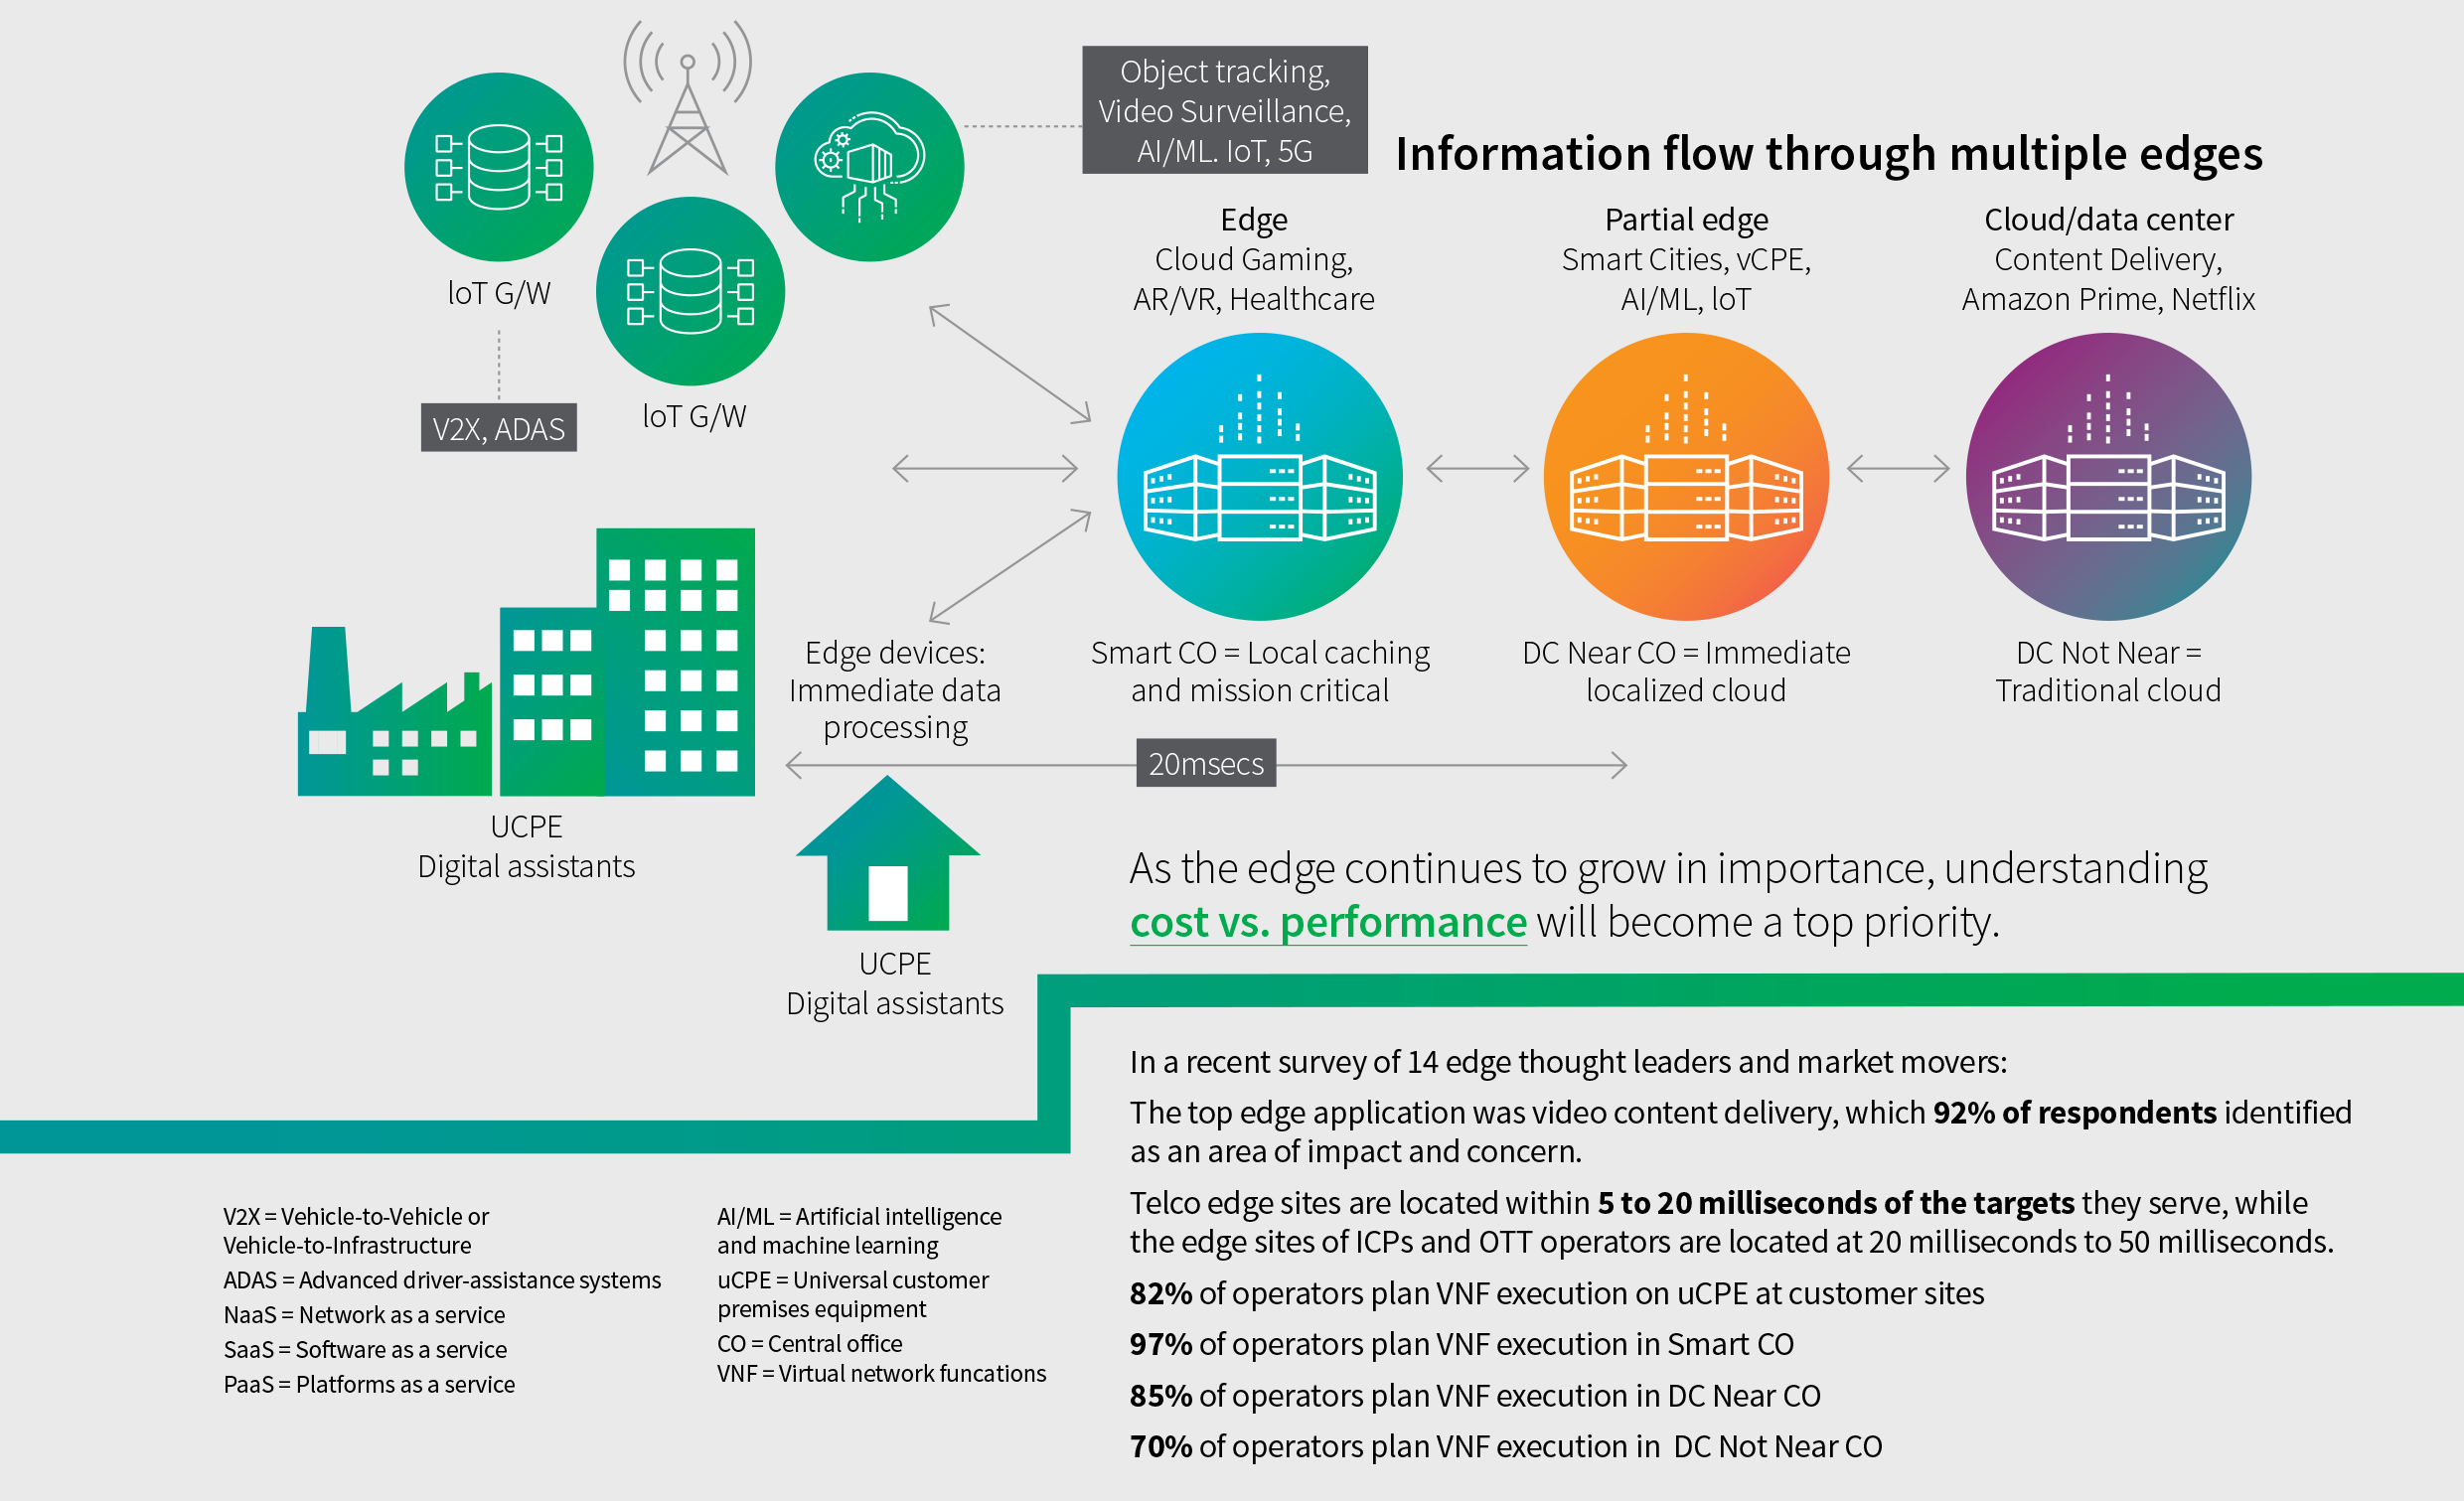 Object tracking,
Video Surveillance,
AI/ML. IoT, 5G
Information flow through multiple edges
IoT G/W
IoT G/W
V2X, ADAS
Edge
Cloud Gaming,
AR/VR, Healthcare
Partial edge
Smart Cities, vCPE,
AI/ML, IoT
Cloud/data center
Content Delivery,
Amazon Prime, Netflix
Edge devices:
Immediate data
processing
Smart CO = Local caching
and mission critical
DC Near CO = Immediate
localized cloud
DC Not Near =
Traditional cloud
20msecs
UCPE
Digital assistants
UCPE
Digital assistants
As the edge continues to grow in importance, understanding
cost vs. performance will become a top priority.
In a recent survey of 14 edge thought leaders and market movers:
The top edge application was video content delivery, which 92% of respondents identified
as an area of impact and concern.
Telco edge sites are located within 5 to 20 milliseconds of the targets they serve, while
the edge sites of ICPs and OTT operators are located at 20 milliseconds to 50 milliseconds.
82% of operators plan VNF execution on uCPE at customer sites
97% of operators plan VNF execution in Smart CO
85% of operators plan VNF execution in DC Near CO
70% of operators plan VNF execution in DC Not Near CO
V2X = Vehicle-to-Vehicle or
Vehicle-to-Infrastructure
ADAS = Advanced driver-assistance systems
NaaS = Network as a service
SaaS = Software as a service
PaaS = Platforms as a service
AI/ML = Artificial intelligence
and machine learning
uCPE = Universal customer
premises equipment
CO = Central office
VNF = Virtual network funcations